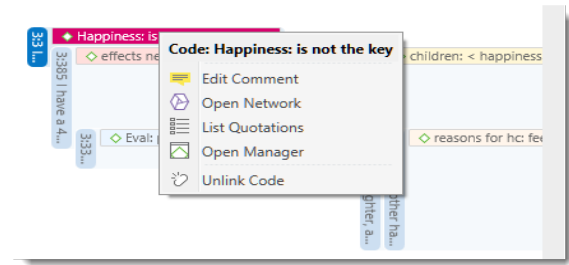 3:3 I...
Happiness: is
Code: Happiness: is not the key
3:385 I have a 4...
effects ne
children: < happiness
Edit Comment
Open Network
List Quotations
3:33...
Eval:
reasons for hc: fe
Open Manager
Unlink Code
ghter, a...
other ha...